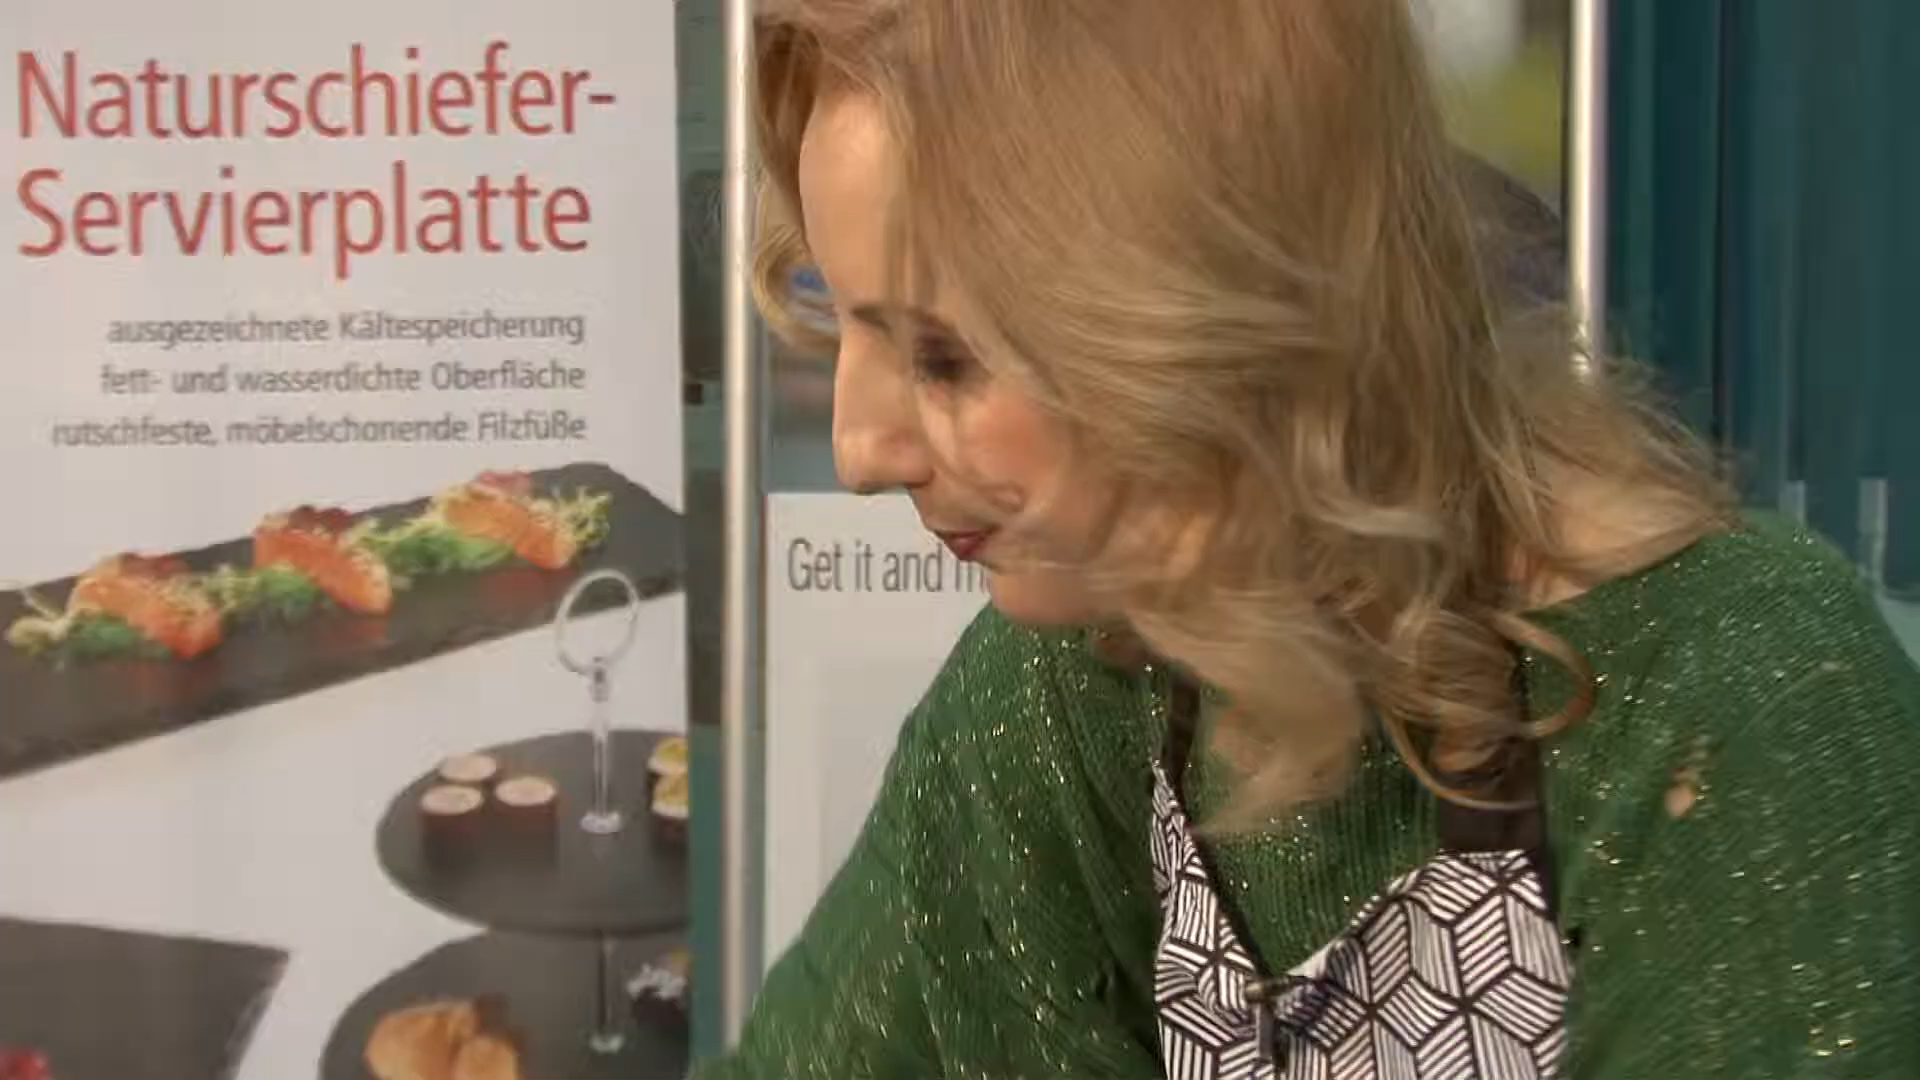 Naturschiefer-
Servierplatte
ausgezeichnete Kältespeicherung
fett- und wasserdichte Oberfläche
rutschfeste, möbelschonende Filzfüße
Get it and